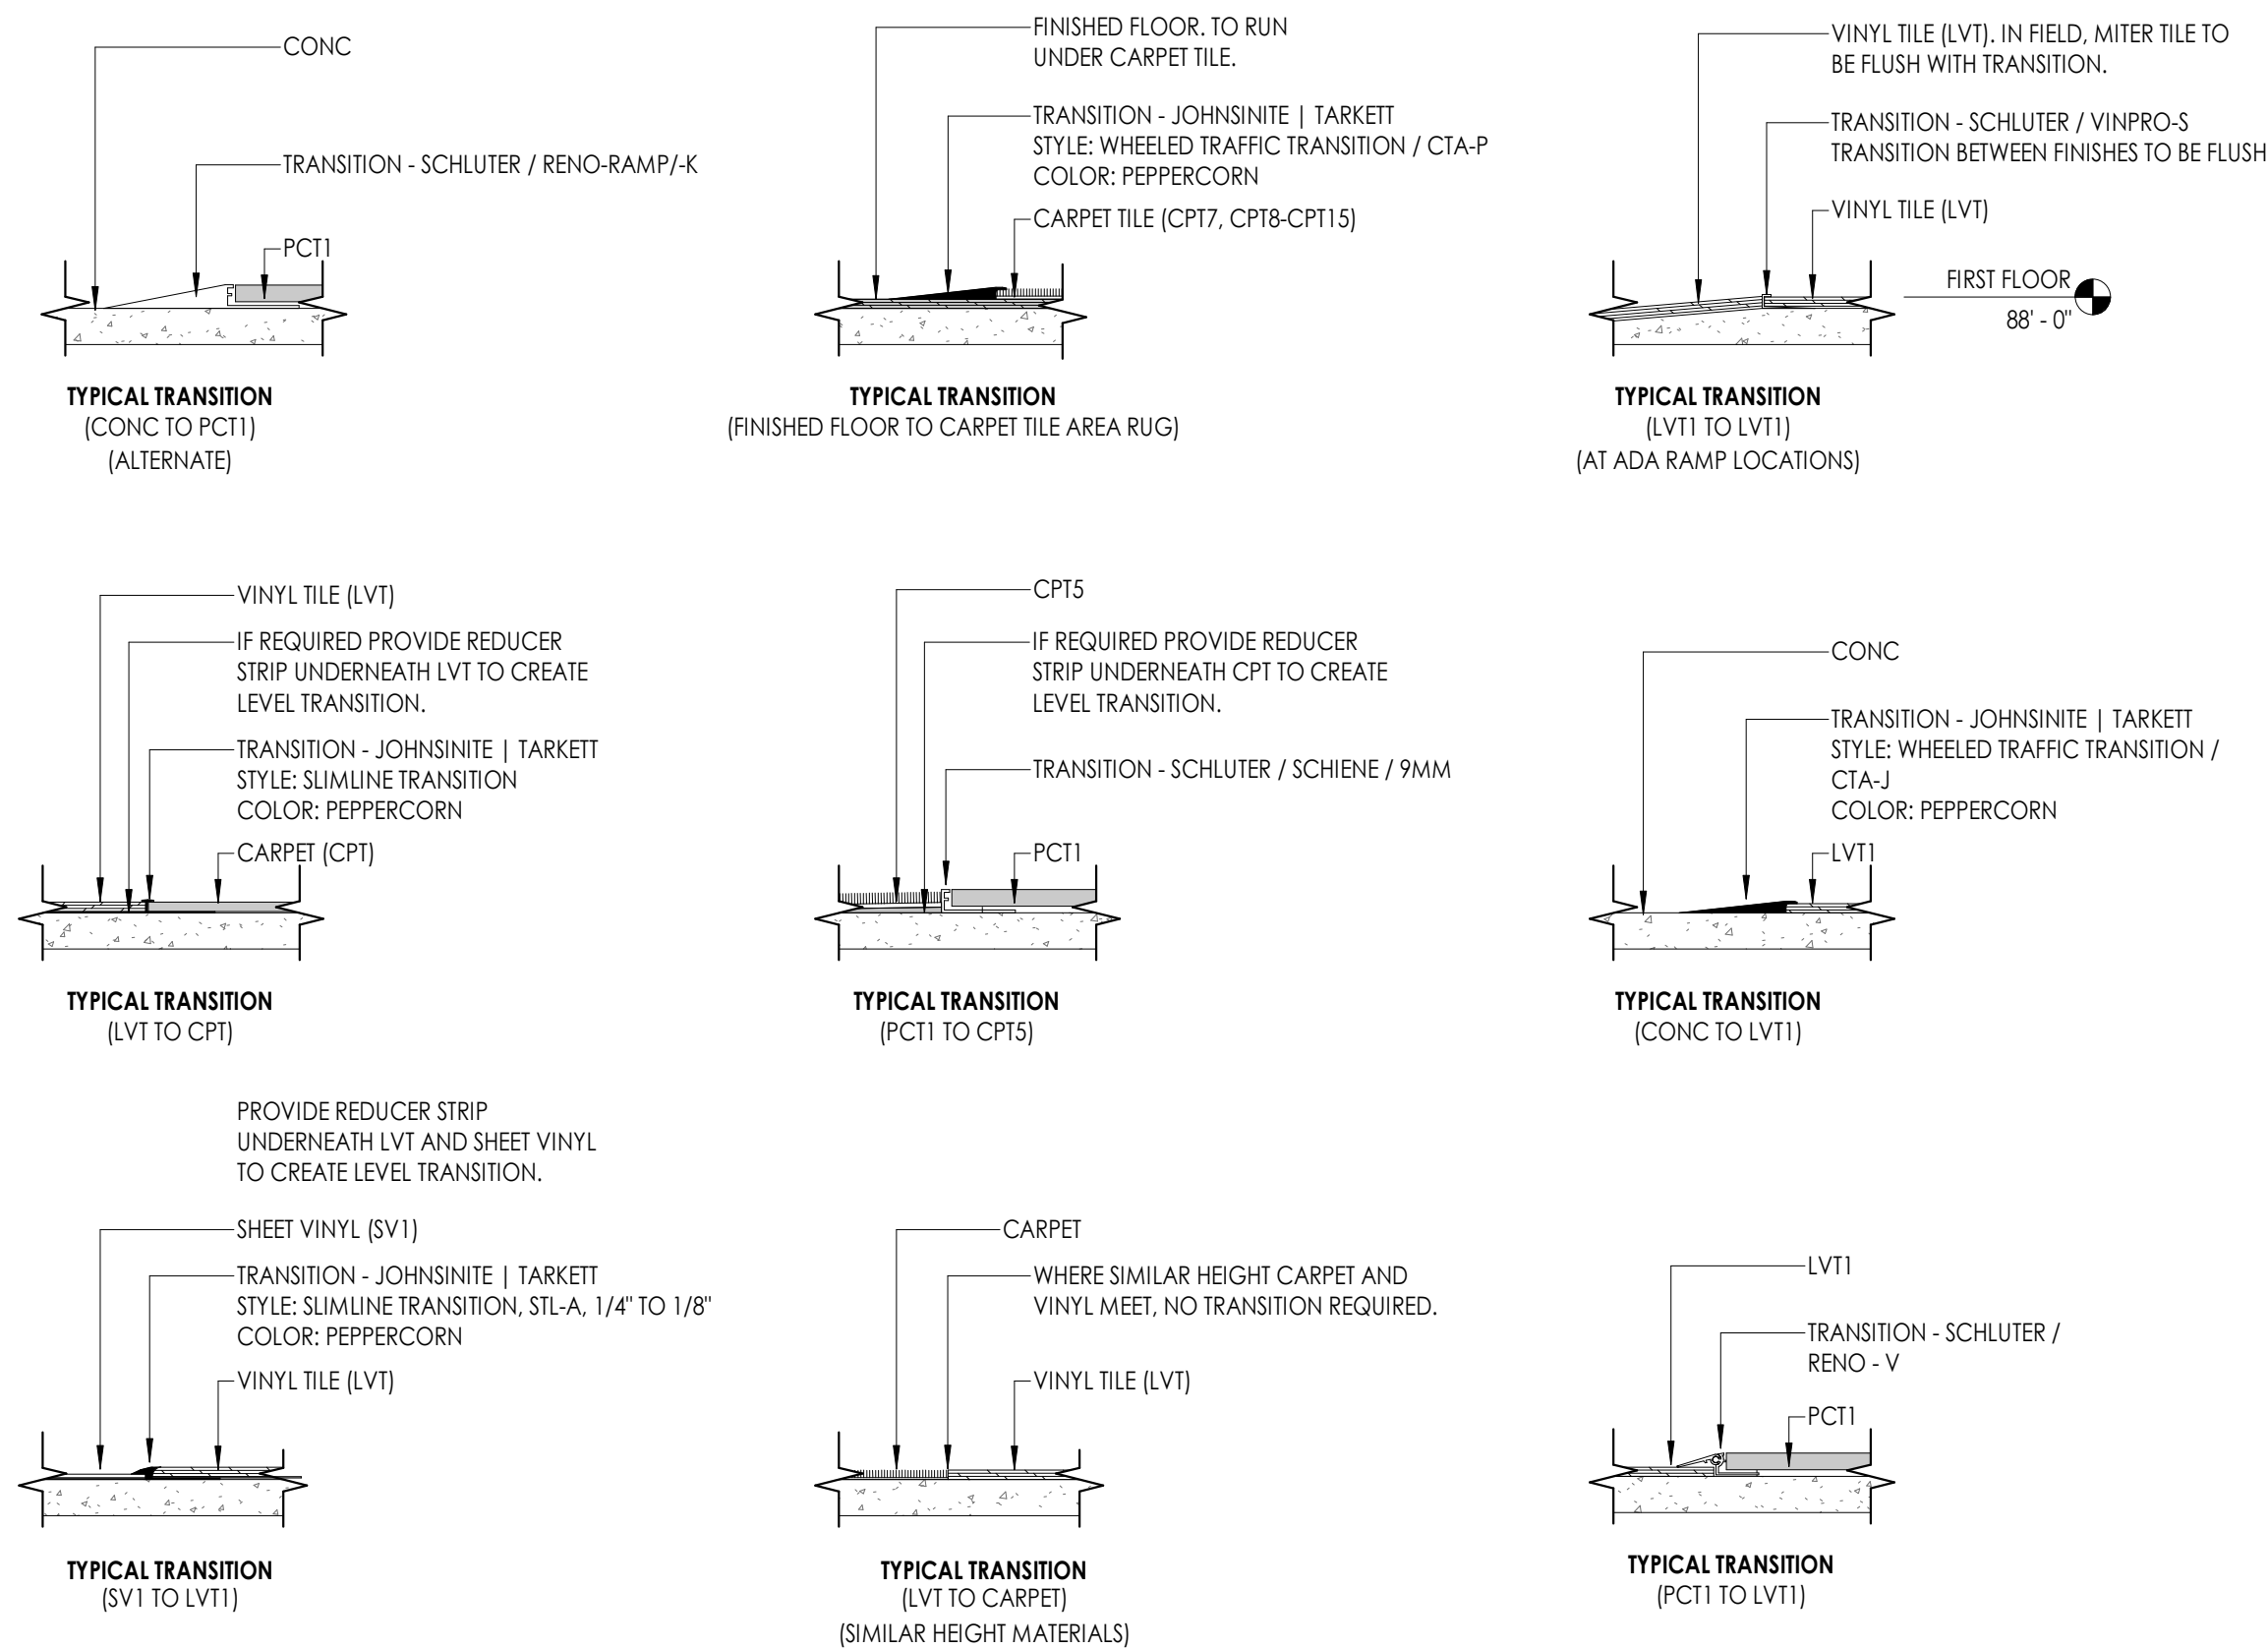 CONC
TRANSITION - SCHLUTER / RENO-RAMP/-K
PCT1
TYPICAL TRANSITION
(CONC TO PCT1)
(ALTERNATE)
FINISHED FLOOR. TO RUN
UNDER CARPET TILE.
TRANSITION - JOHNSINITE | TARKETT
STYLE: WHEELED TRAFFIC TRANSITION / CTA-P
COLOR: PEPPERCORN
CARPET TILE (CPT7, CPT8-CPT15)
TYPICAL TRANSITION
(FINISHED FLOOR TO CARPET TILE AREA RUG)
VINYL TILE (LVT). IN FIELD, MITER TILE TO
BE FLUSH WITH TRANSITION.
TRANSITION - SCHLUTER / VINPRO-S
TRANSITION BETWEEN FINISHES TO BE FLUSH
VINYL TILE (LVT)
FIRST FLOOR
88' - 0"
TYPICAL TRANSITION
(LVT1 TO LVT1)
(AT ADA RAMP LOCATIONS)
VINYL TILE (LVT)
IF REQUIRED PROVIDE REDUCER
STRIP UNDERNEATH LVT TO CREATE
LEVEL TRANSITION.
TRANSITION - JOHNSINITE | TARKETT
STYLE: SLIMLINE TRANSITION
COLOR: PEPPERCORN
CARPET (CPT)
TYPICAL TRANSITION
(LVT TO CPT)
CPT5
IF REQUIRED PROVIDE REDUCER
STRIP UNDERNEATH CPT TO CREATE
LEVEL TRANSITION.
TRANSITION - SCHLUTER / SCHIENE / 9MM
PCT1
TYPICAL TRANSITION
(PCT1 TO CPT5)
CONC
TRANSITION - JOHNSINITE | TARKETT
STYLE: WHEELED TRAFFIC TRANSITION /
CTA-J
COLOR: PEPPERCORN
LVT1
TYPICAL TRANSITION
(CONC TO LVT1)
PROVIDE REDUCER STRIP
UNDERNEATH LVT AND SHEET VINYL
TO CREATE LEVEL TRANSITION.
SHEET VINYL (SV1)
TRANSITION - JOHNSINITE | TARKETT
STYLE: SLIMLINE TRANSITION, STL-A, 1/4" TO 1/8"
COLOR: PEPPERCORN
VINYL TILE (LVT)
TYPICAL TRANSITION
(SV1 TO LVT1)
CARPET
WHERE SIMILAR HEIGHT CARPET AND
VINYL MEET, NO TRANSITION REQUIRED.
VINYL TILE (LVT)
TYPICAL TRANSITION
(LVT TO CARPET)
(SIMILAR HEIGHT MATERIALS)
LVT1
TRANSITION - SCHLUTER /
RENO - V
PCT1
TYPICAL TRANSITION
(PCT1 TO LVT1)